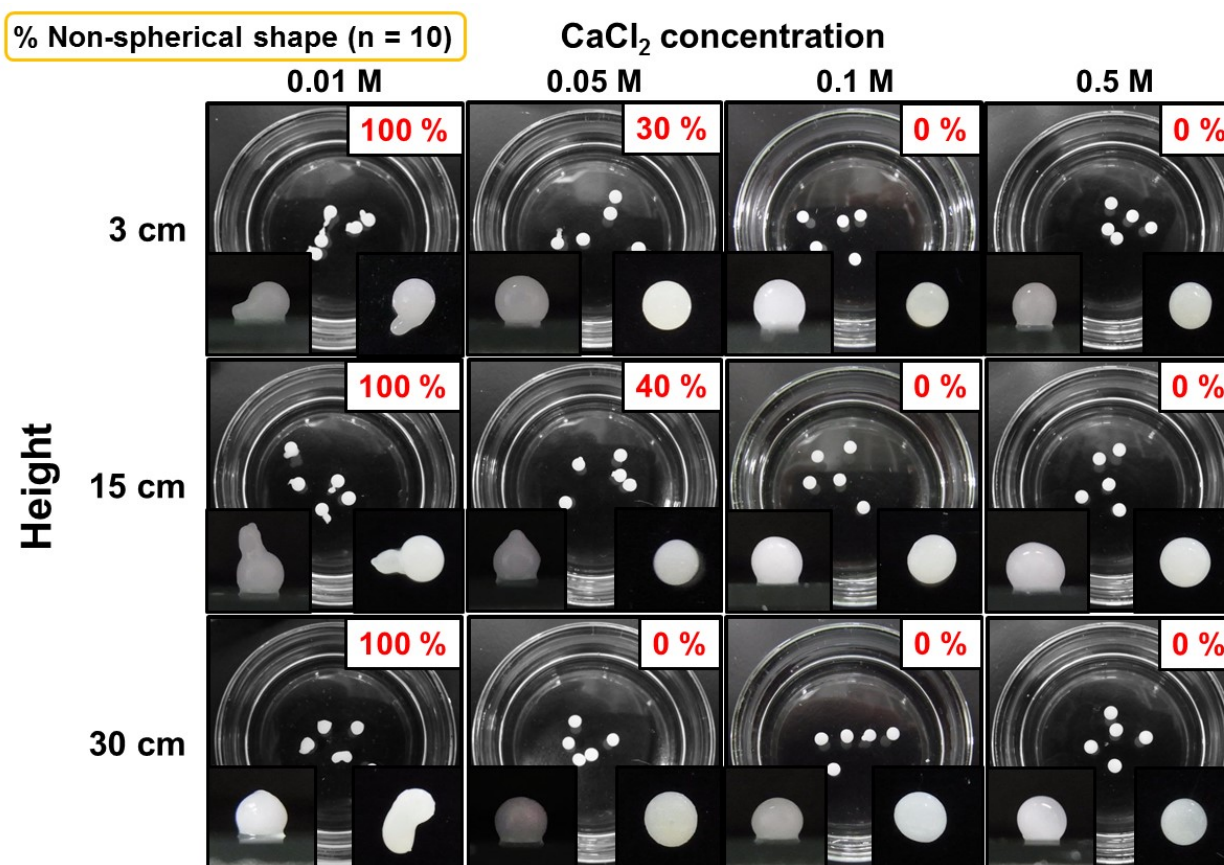 % Non-spherical shape (n = 10)
CaCl₂ concentration
0.01 M 0.05 M 0.1 M 0.5 M
3 cm
100 % 30 % 0 % 0 %
Height
15 cm
100 % 40 % 0 % 0 %
30 cm
100 % 0 % 0 % 0 %